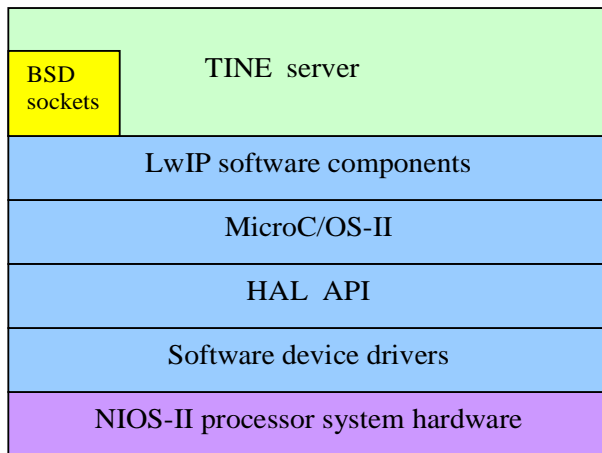 TINE server
BSD
sockets
LwIP software components
MicroC/OS-II
HAL API
Software device drivers
NIOS-II processor system hardware